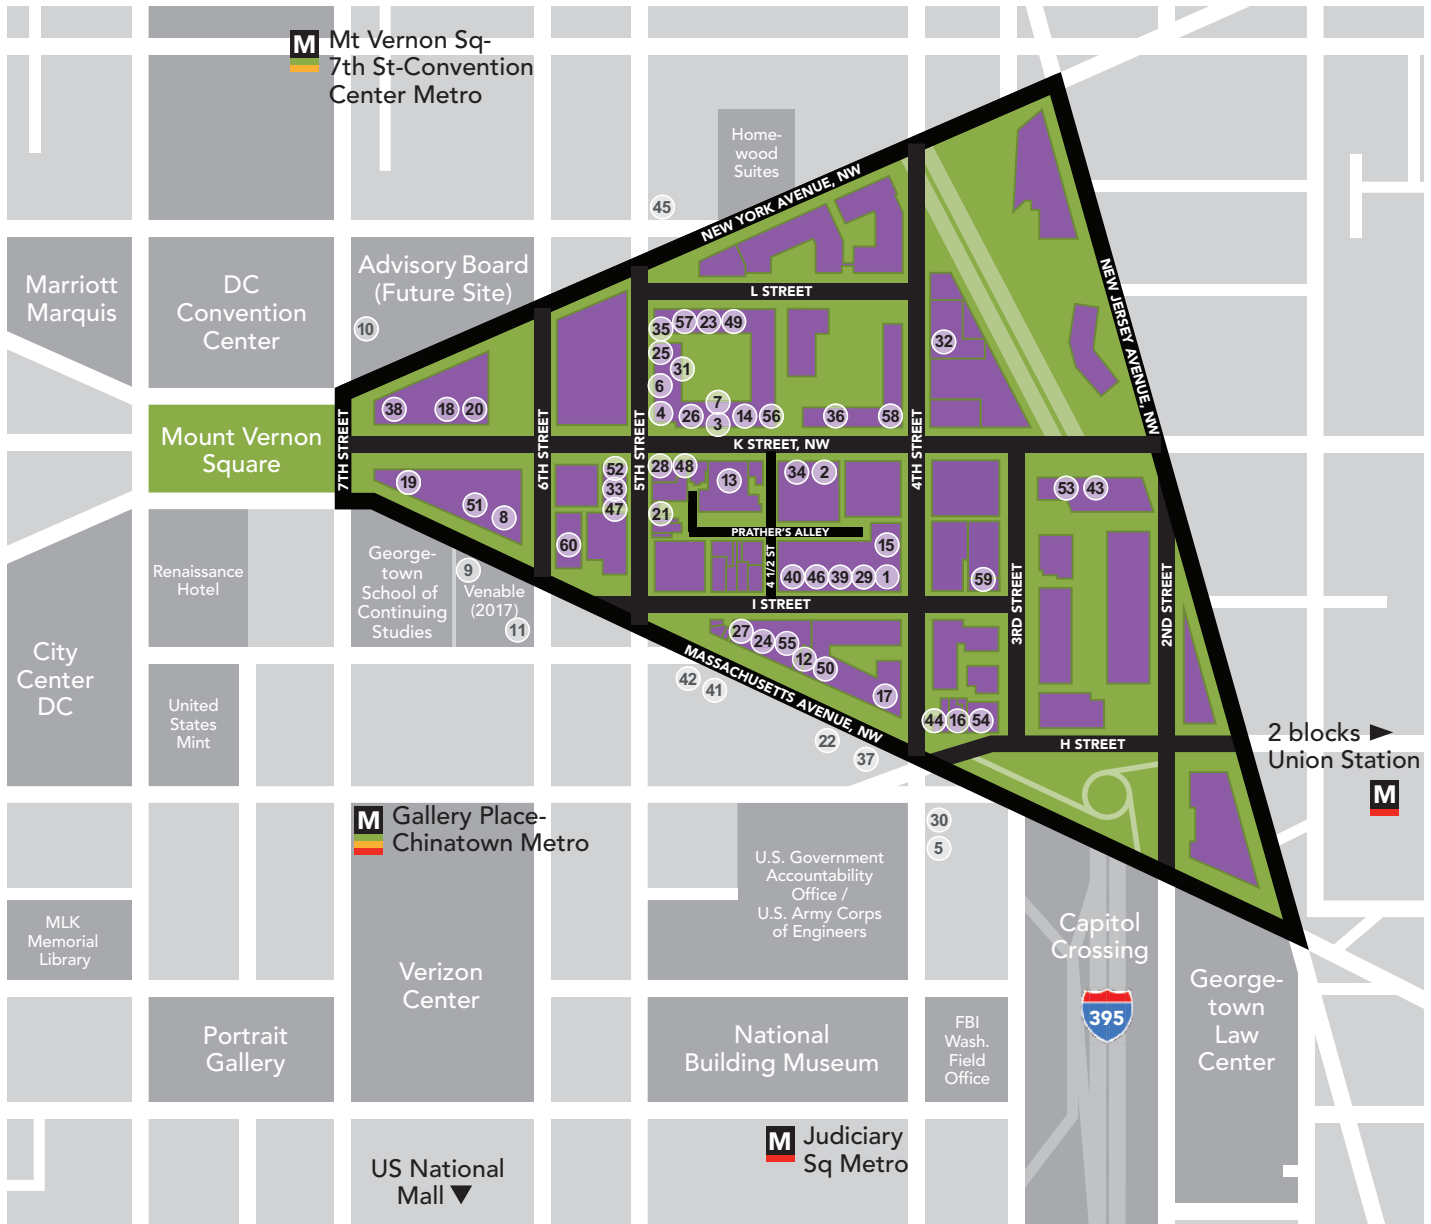 M
Mt Vernon Sq-
7th St-Convention
Center Metro
Home-
wood
Suites
45
NEW YORK AVENUE, NW
Marriott
Marquis
DC
Convention
Center
Advisory Board
(Future Site)
10
L STREET
NEW JERSEY AVENUE, NW
35 57 23 49
25
31
6
32
4 26 7 14 56 36 58
3
38 18 20
Mount Vernon
Square
7TH STREET
6TH STREET
5TH STREET
4TH STREET
K STREET, NW
19
51
8
52
33
47
60
28 48
13
34 2
21
PRATHER'S ALLEY
4 1/2 ST
15
40 46 39 29 1
59
53 43
3RD STREET
2ND STREET
I STREET
Renaissance
Hotel
George-
town
School of
Continuing
Studies
9
Venable
(2017)
11
27
24 55
12
50
17
MASSACHUSETTS AVENUE, NW
42
41
22
37
44 16 54
H STREET
City
Center
DC
United
States
Mint
2 blocks
Union Station
M
M
Gallery Place-
Chinatown Metro
30
5
U.S. Government
Accountability
Office /
U.S. Army Corps
of Engineers
MLK
Memorial
Library
Verizon
Center
Capitol
Crossing
395
George-
town
Law
Center
Portrait
Gallery
National
Building Museum
FBI
Wash.
Field
Office
M
Judiciary
Sq Metro
US National
Mall